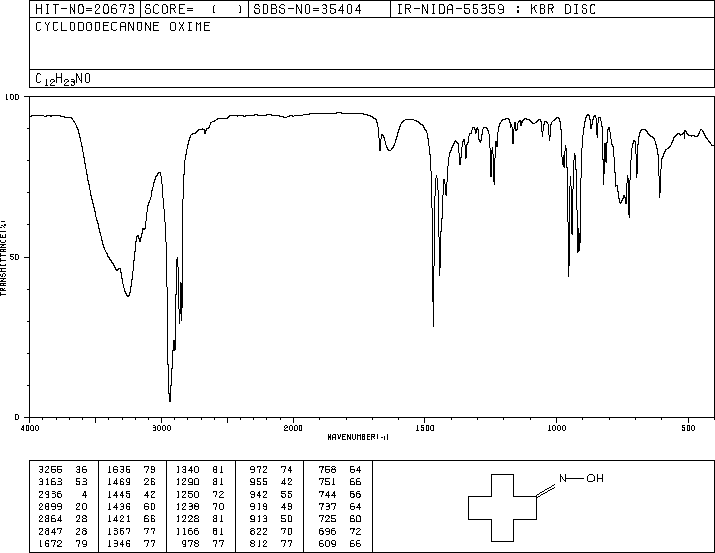 HIT-NO=20673 SCORE= ( ) SDBS-NO=35404 IR-NIDA-55359 : KBR DISC
CYCLODODECANONE OXIME
C12H23NO
100
50
0
TRANSMITTANCE(%)
4000 3000 2000 1500 1000 500
WAVENUMBER(-1)
3255 36 1635 79 1340 81 972 74 758 64
3163 53 1469 26 1290 81 955 42 751 66
2936 4 1445 42 1250 72 942 55 744 66
2899 20 1436 60 1238 70 919 49 737 64
2864 28 1421 66 1228 81 913 50 725 60
2847 28 1367 77 1166 81 822 70 696 72
1672 79 1346 77 978 77 812 77 609 66
N OH